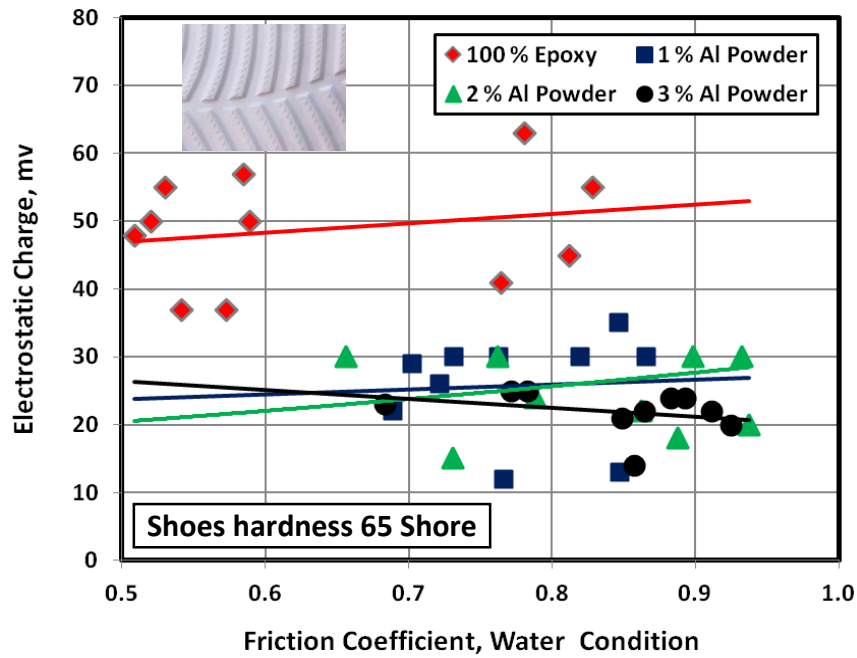 80
70
60
50
40
30
20
10
0
Electrostatic Charge, mv
100 % Epoxy
1 % Al Powder
2 % Al Powder
3 % Al Powder
Shoes hardness 65 Shore
0.5 0.6 0.7 0.8 0.9 1.0
Friction Coefficient, Water Condition